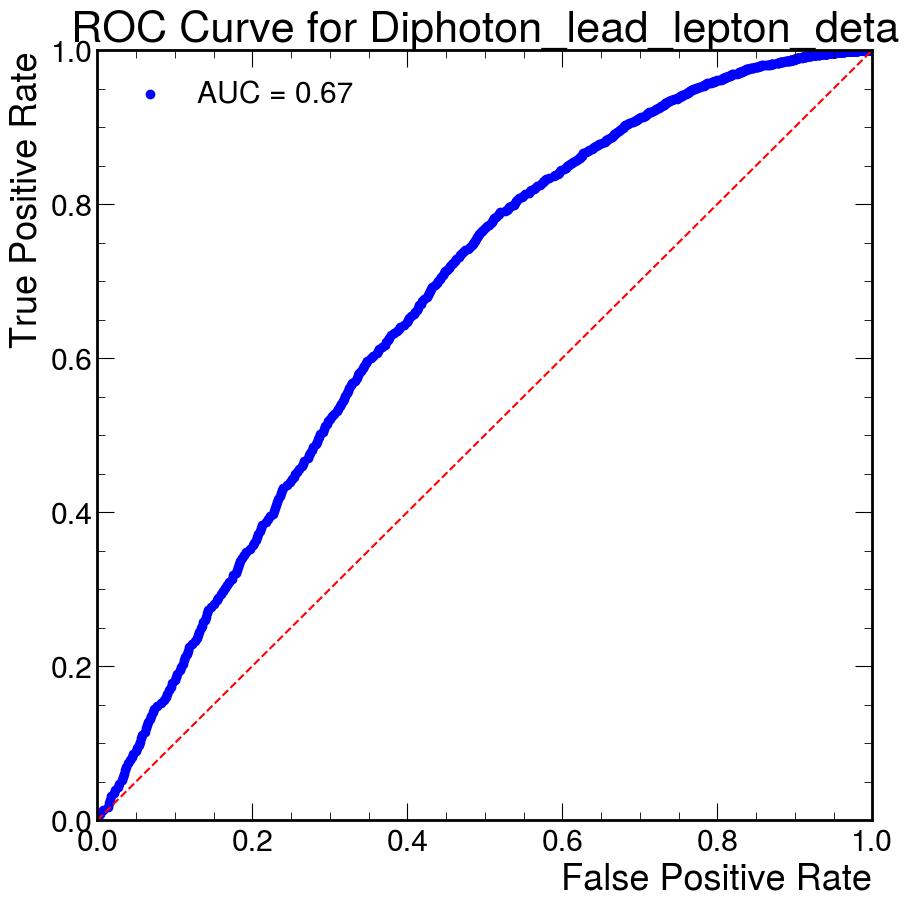 ROC Curve for Diphoton_lead_lepton_deta
AUC = 0.67
True Positive Rate
1.0
0.8
0.6
0.4
0.2
0.0
0.0 0.2 0.4 0.6 0.8 1.0
False Positive Rate